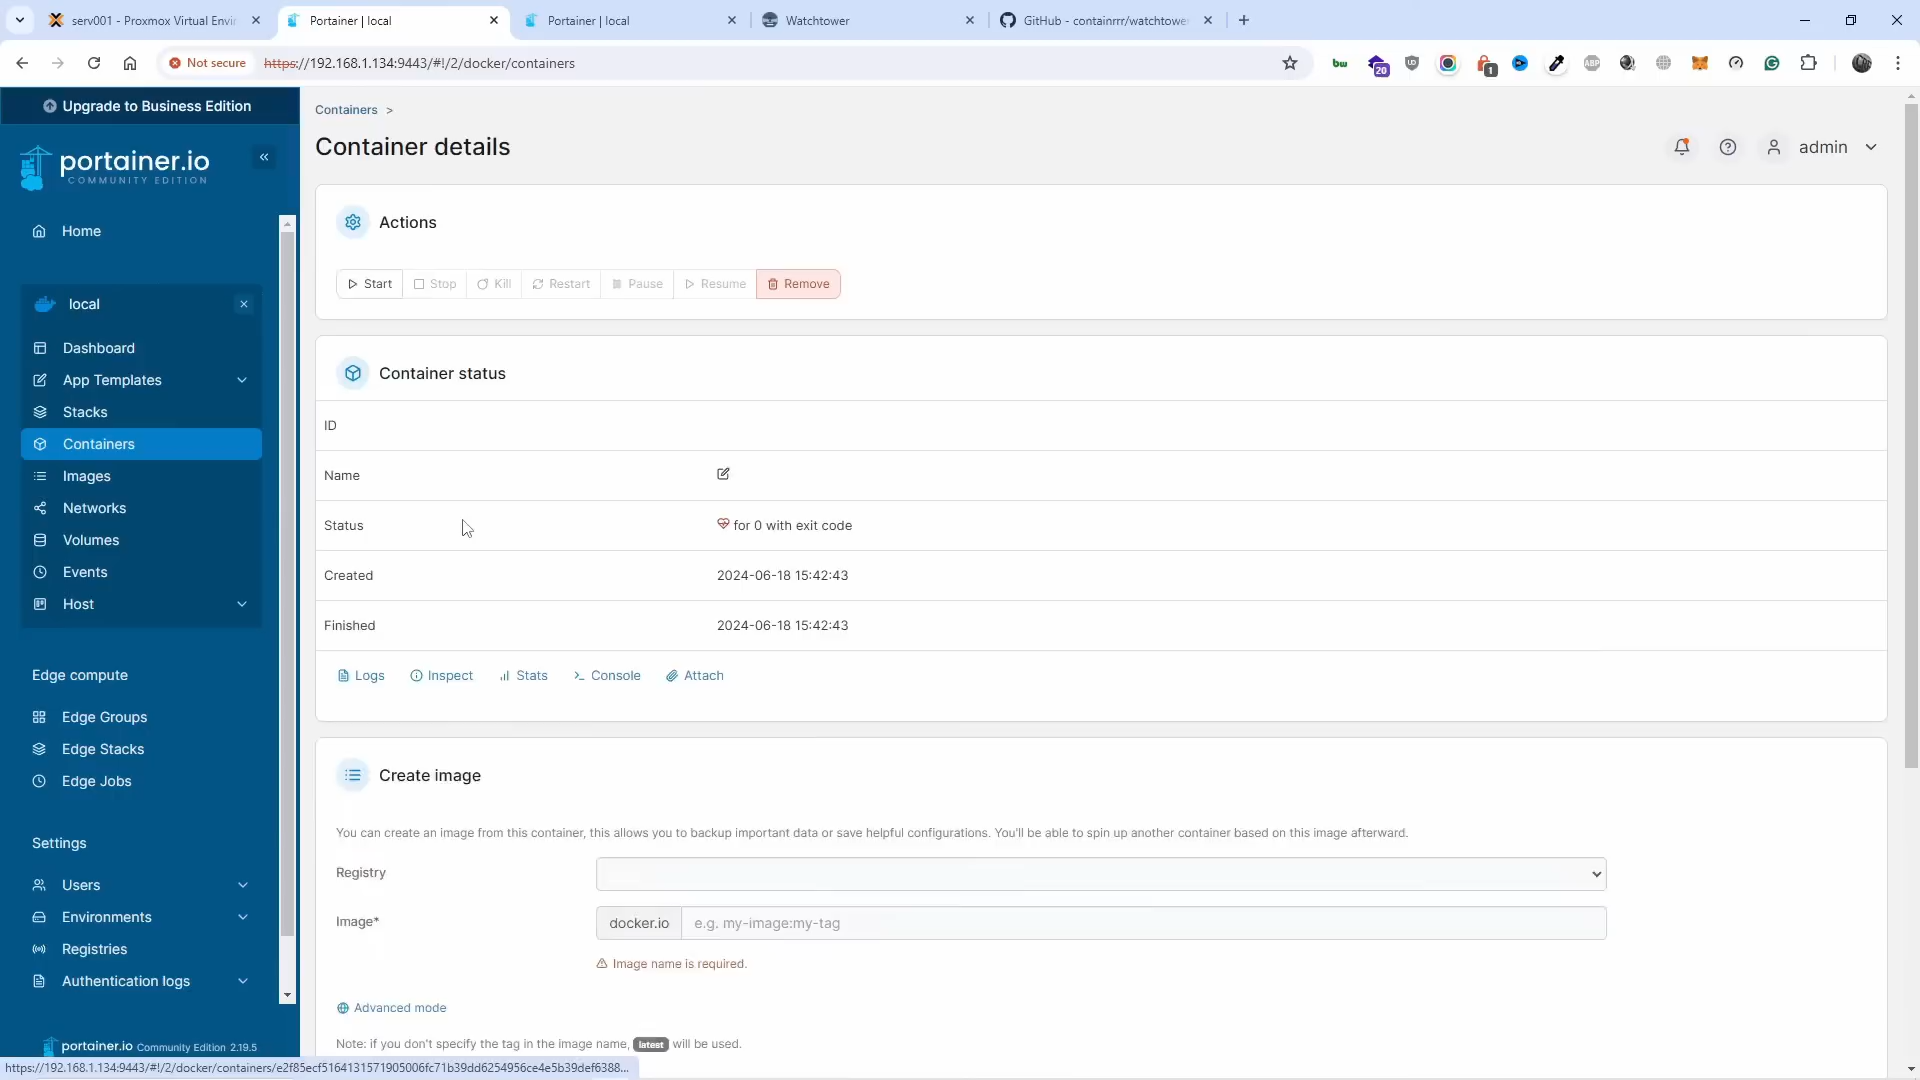 serv001 - Proxmox Virtual Envir
Portainer | local
Portainer | local
Watchtower
GitHub - containrrr/watchtower
Not secure
https://192.168.1.134:9443/#!/2/docker/containers
bw
20
1
ABP
Upgrade to Business Edition
portainer.io
COMMUNITY EDITION
Home
local
Dashboard
App Templates
Stacks
Containers
Images
Networks
Volumes
Events
Host
Edge compute
Edge Groups
Edge Stacks
Edge Jobs
Settings
Users
Environments
Registries
Authentication logs
portainer.io Community Edition 2.19.5
Containers >
Container details
admin
Actions
Start
Stop
Kill
Restart
Pause
Resume
Remove
Container status
ID
Name
Status
for 0 with exit code
Created
2024-06-18 15:42:43
Finished
2024-06-18 15:42:43
Logs
Inspect
Stats
Console
Attach
Create image
You can create an image from this container, this allows you to backup important data or save helpful configurations. You'll be able to spin up another container based on this image afterward.
Registry
Image*
docker.io
e.g. my-image:my-tag
Image name is required.
Advanced mode
Note: if you don't specify the tag in the image name, latest will be used.
https://192.168.1.134:9443/#!/2/docker/containers/e2f85ecf5164131571905006fc71b39dd6254956ce4e5b39def6388...